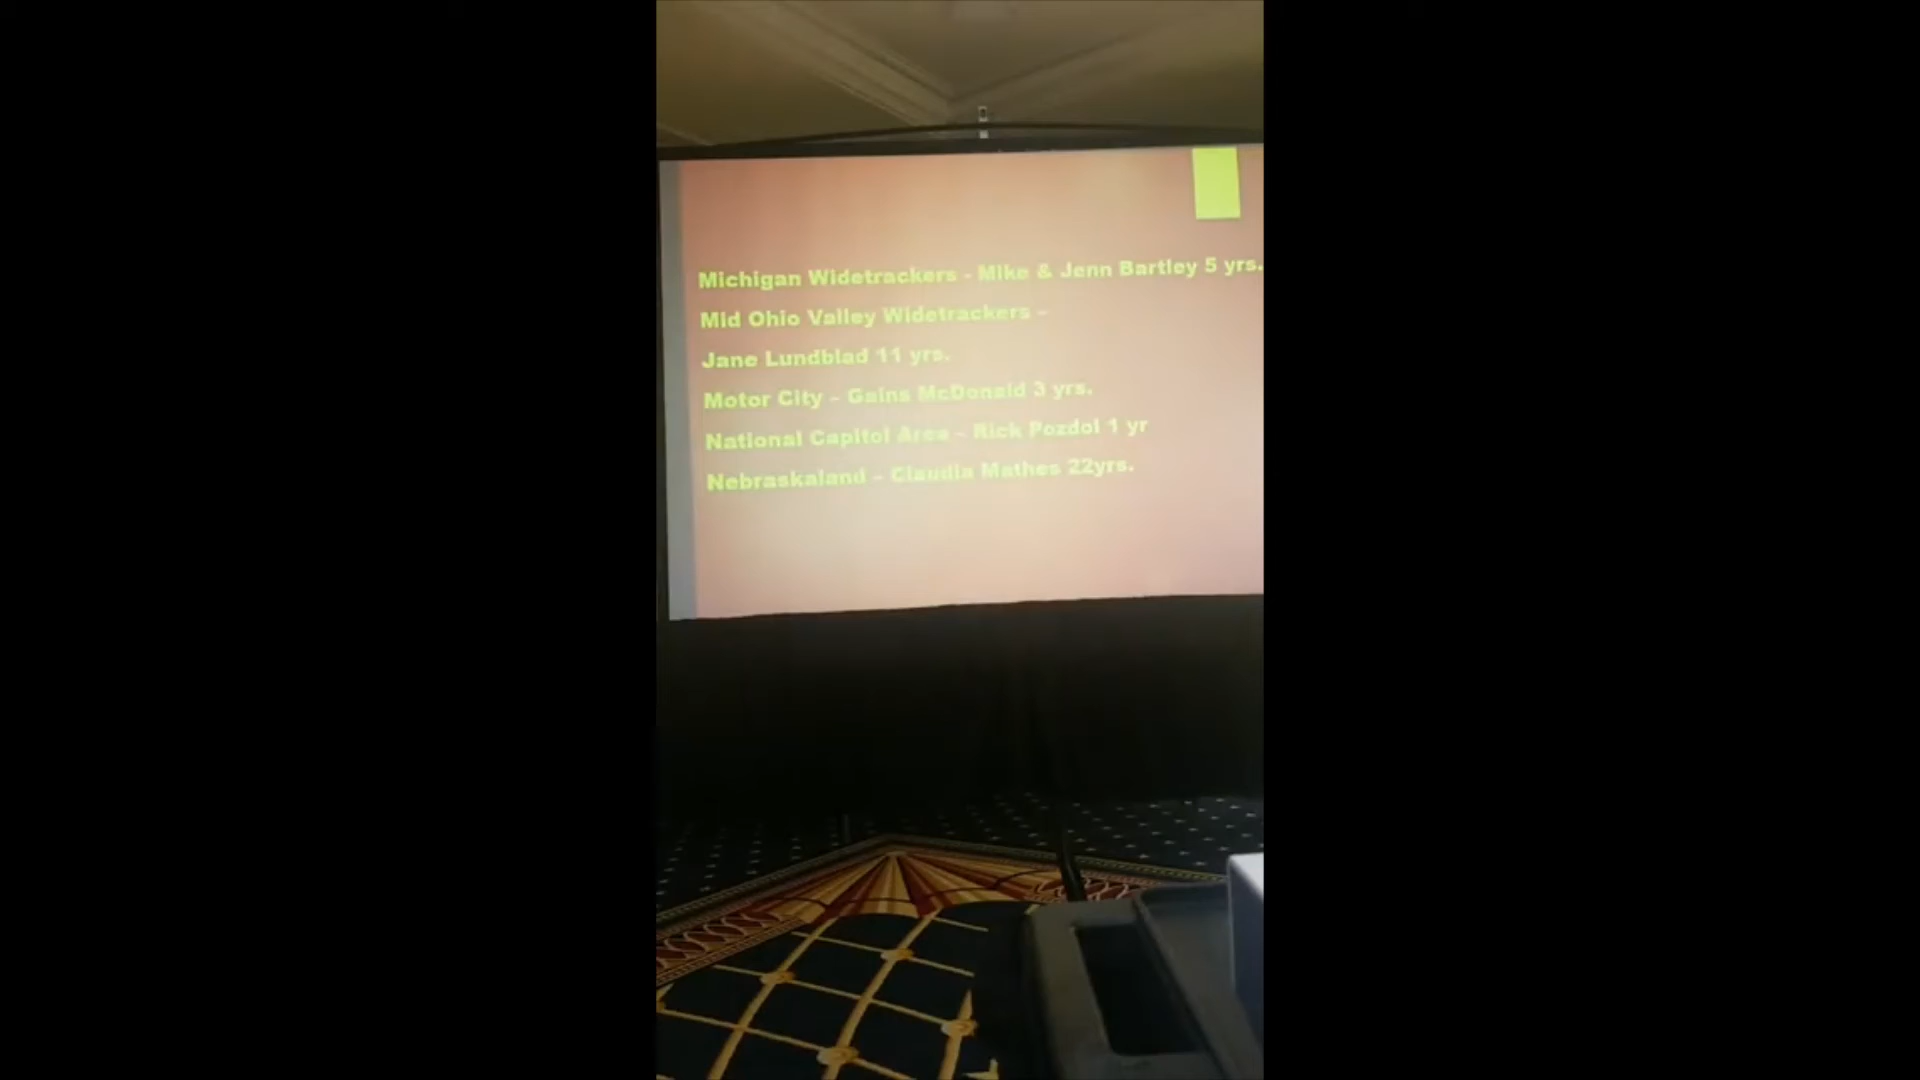 Michigan Widetrackers - Mike & Jenn Bartley 5 yrs.
Mid Ohio Valley Widetrackers –
Jane Lundblad 11 yrs.
Motor City – Gains McDonald 3 yrs.
National Capitol Area – Rick Pozdol 1 yr
Nebraskaland – Claudia Mathes 22yrs.